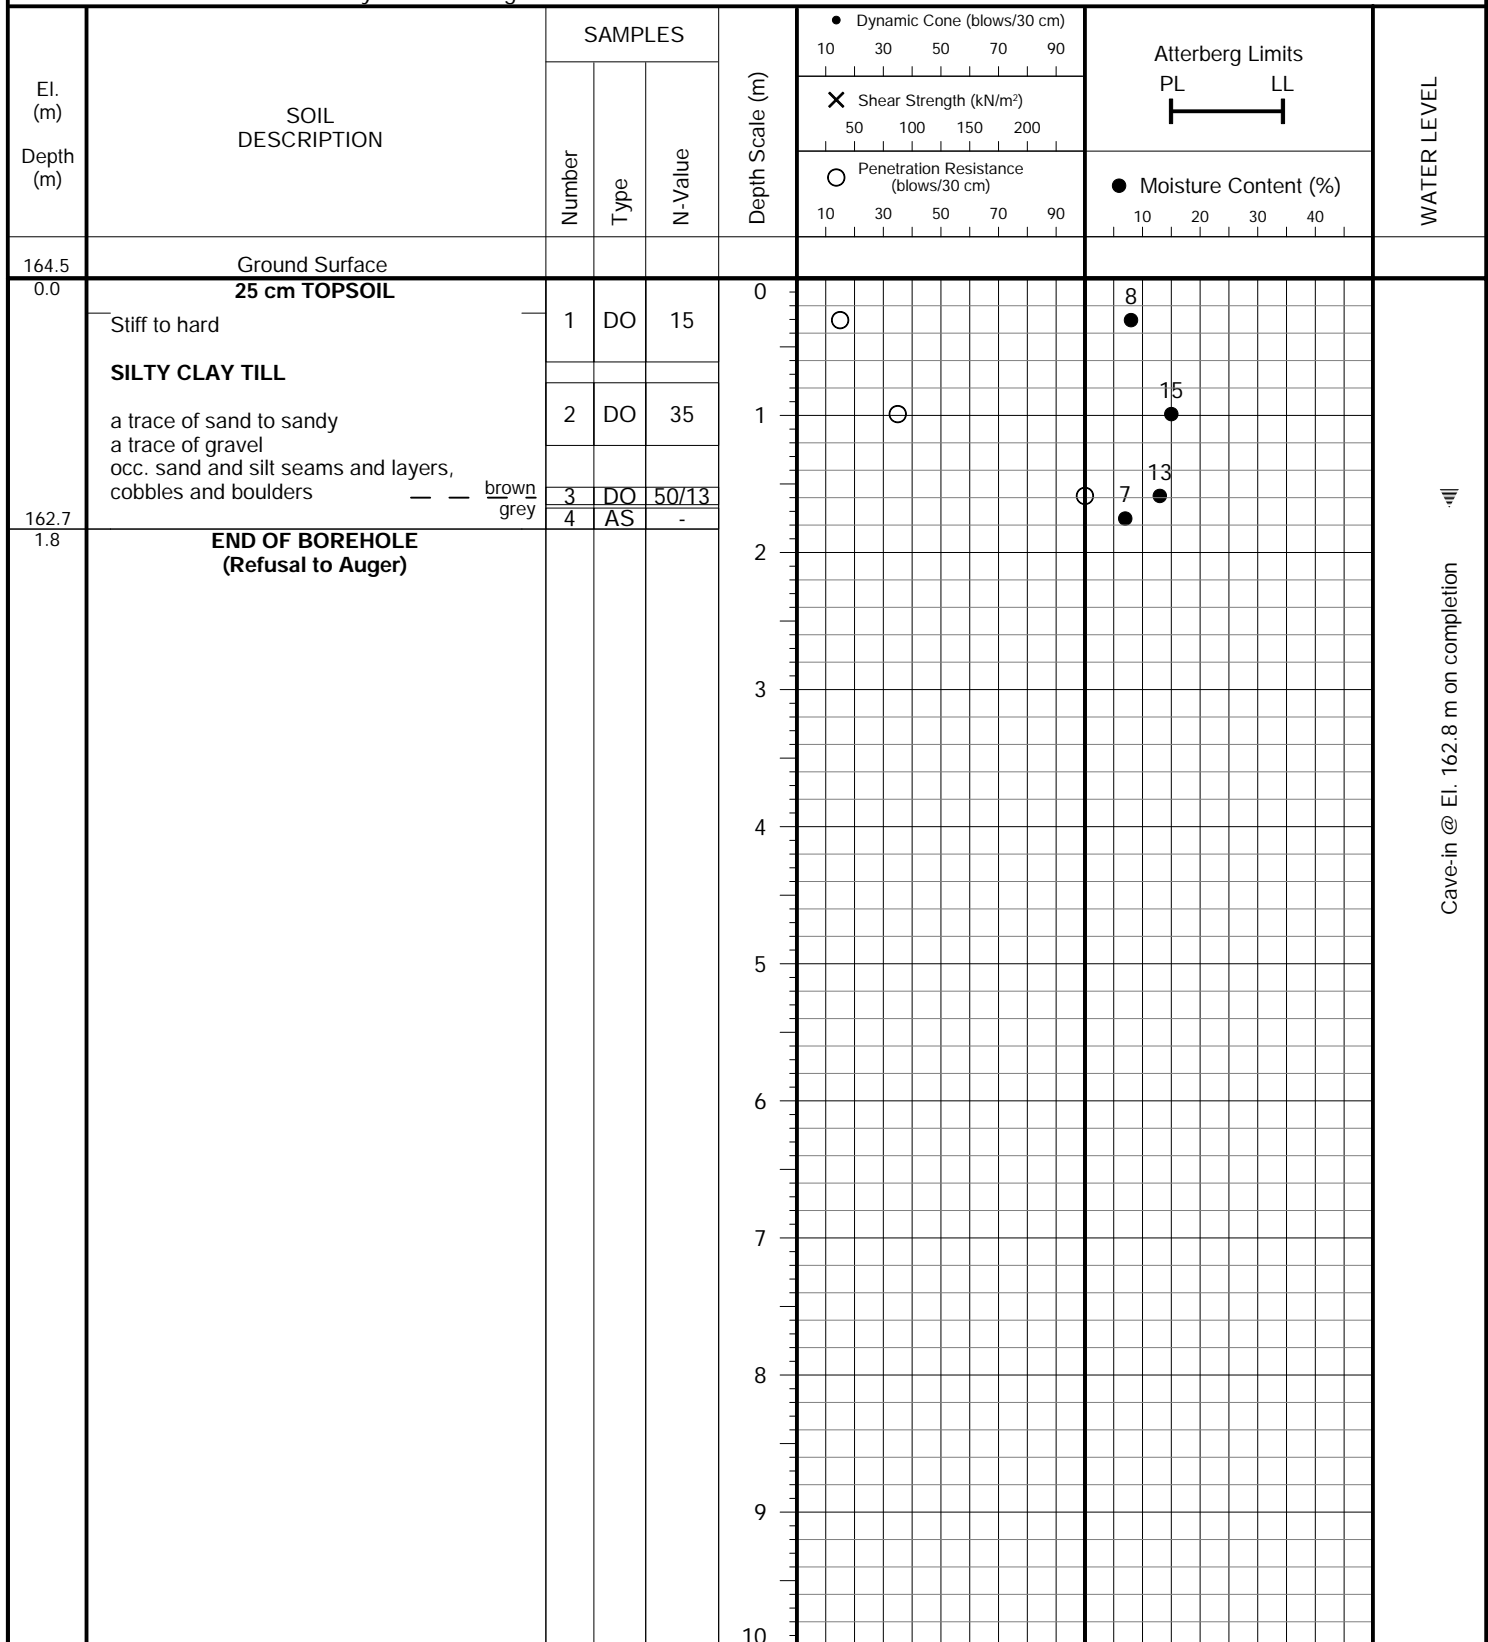 SAMPLES
El.
(m)
Depth
(m)
SOIL
DESCRIPTION
Number
Type
N-Value
Depth Scale (m)
Dynamic Cone (blows/30 cm)
10 30 50 70 90
Shear Strength (kN/m²)
50 100 150 200
Penetration Resistance
(blows/30 cm)
10 30 50 70 90
Atterberg Limits
PL LL
Moisture Content (%)
10 20 30 40
WATER LEVEL
164.5 Ground Surface
0.0 25 cm TOPSOIL
Stiff to hard
SILTY CLAY TILL
a trace of sand to sandy
a trace of gravel
occ. sand and silt seams and layers,
cobbles and boulders
brown
grey
162.7
1.8 END OF BOREHOLE
(Refusal to Auger)
1 DO 15
2 DO 35
3 DO 50/13
4 AS -
0
1
2
3
4
5
6
7
8
9
10
8
15
13
7
Cave-in @ El. 162.8 m on completion